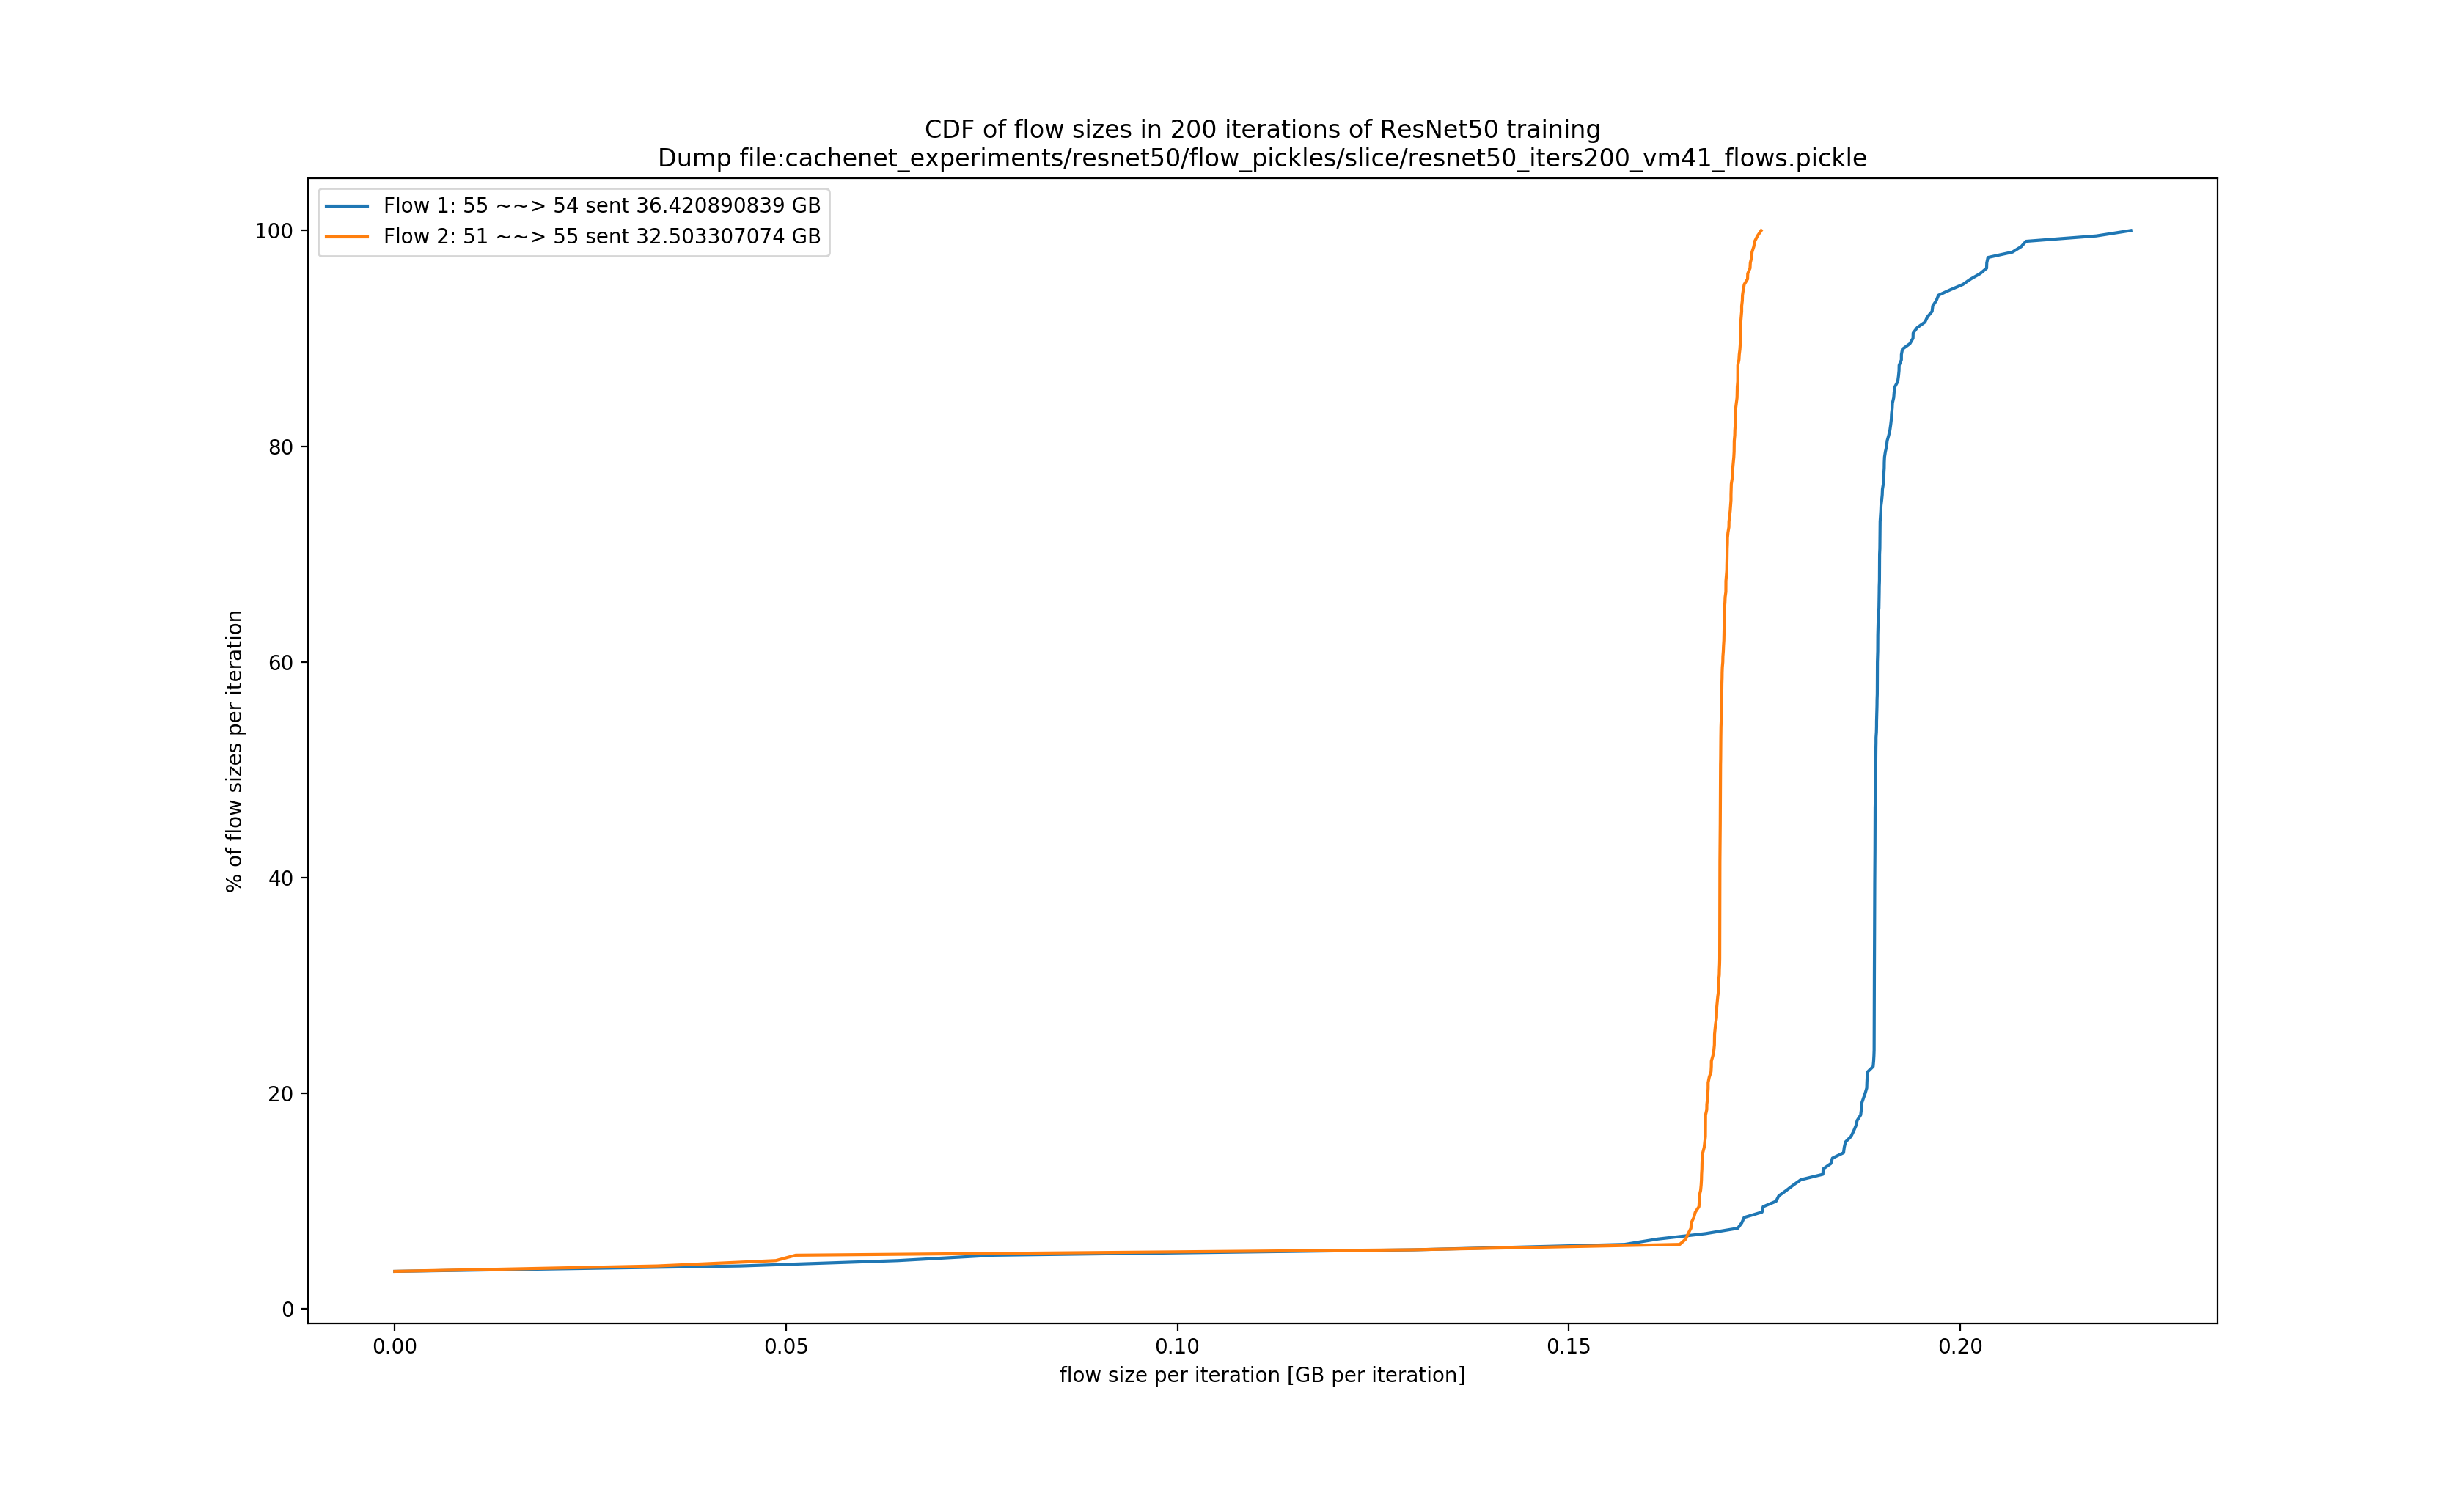 CDF of flow sizes in 200 iterations of ResNet50 training
Dump file:cachenet_experiments/resnet50/flow_pickles/slice/resnet50_iters200_vm41_flows.pickle
Flow 1: 55 ~~> 54 sent 36.420890839 GB
Flow 2: 51 ~~> 55 sent 32.503307074 GB
100
80
60
40
20
0
% of flow sizes per iteration
0.00
0.05
0.10
0.15
0.20
flow size per iteration [GB per iteration]